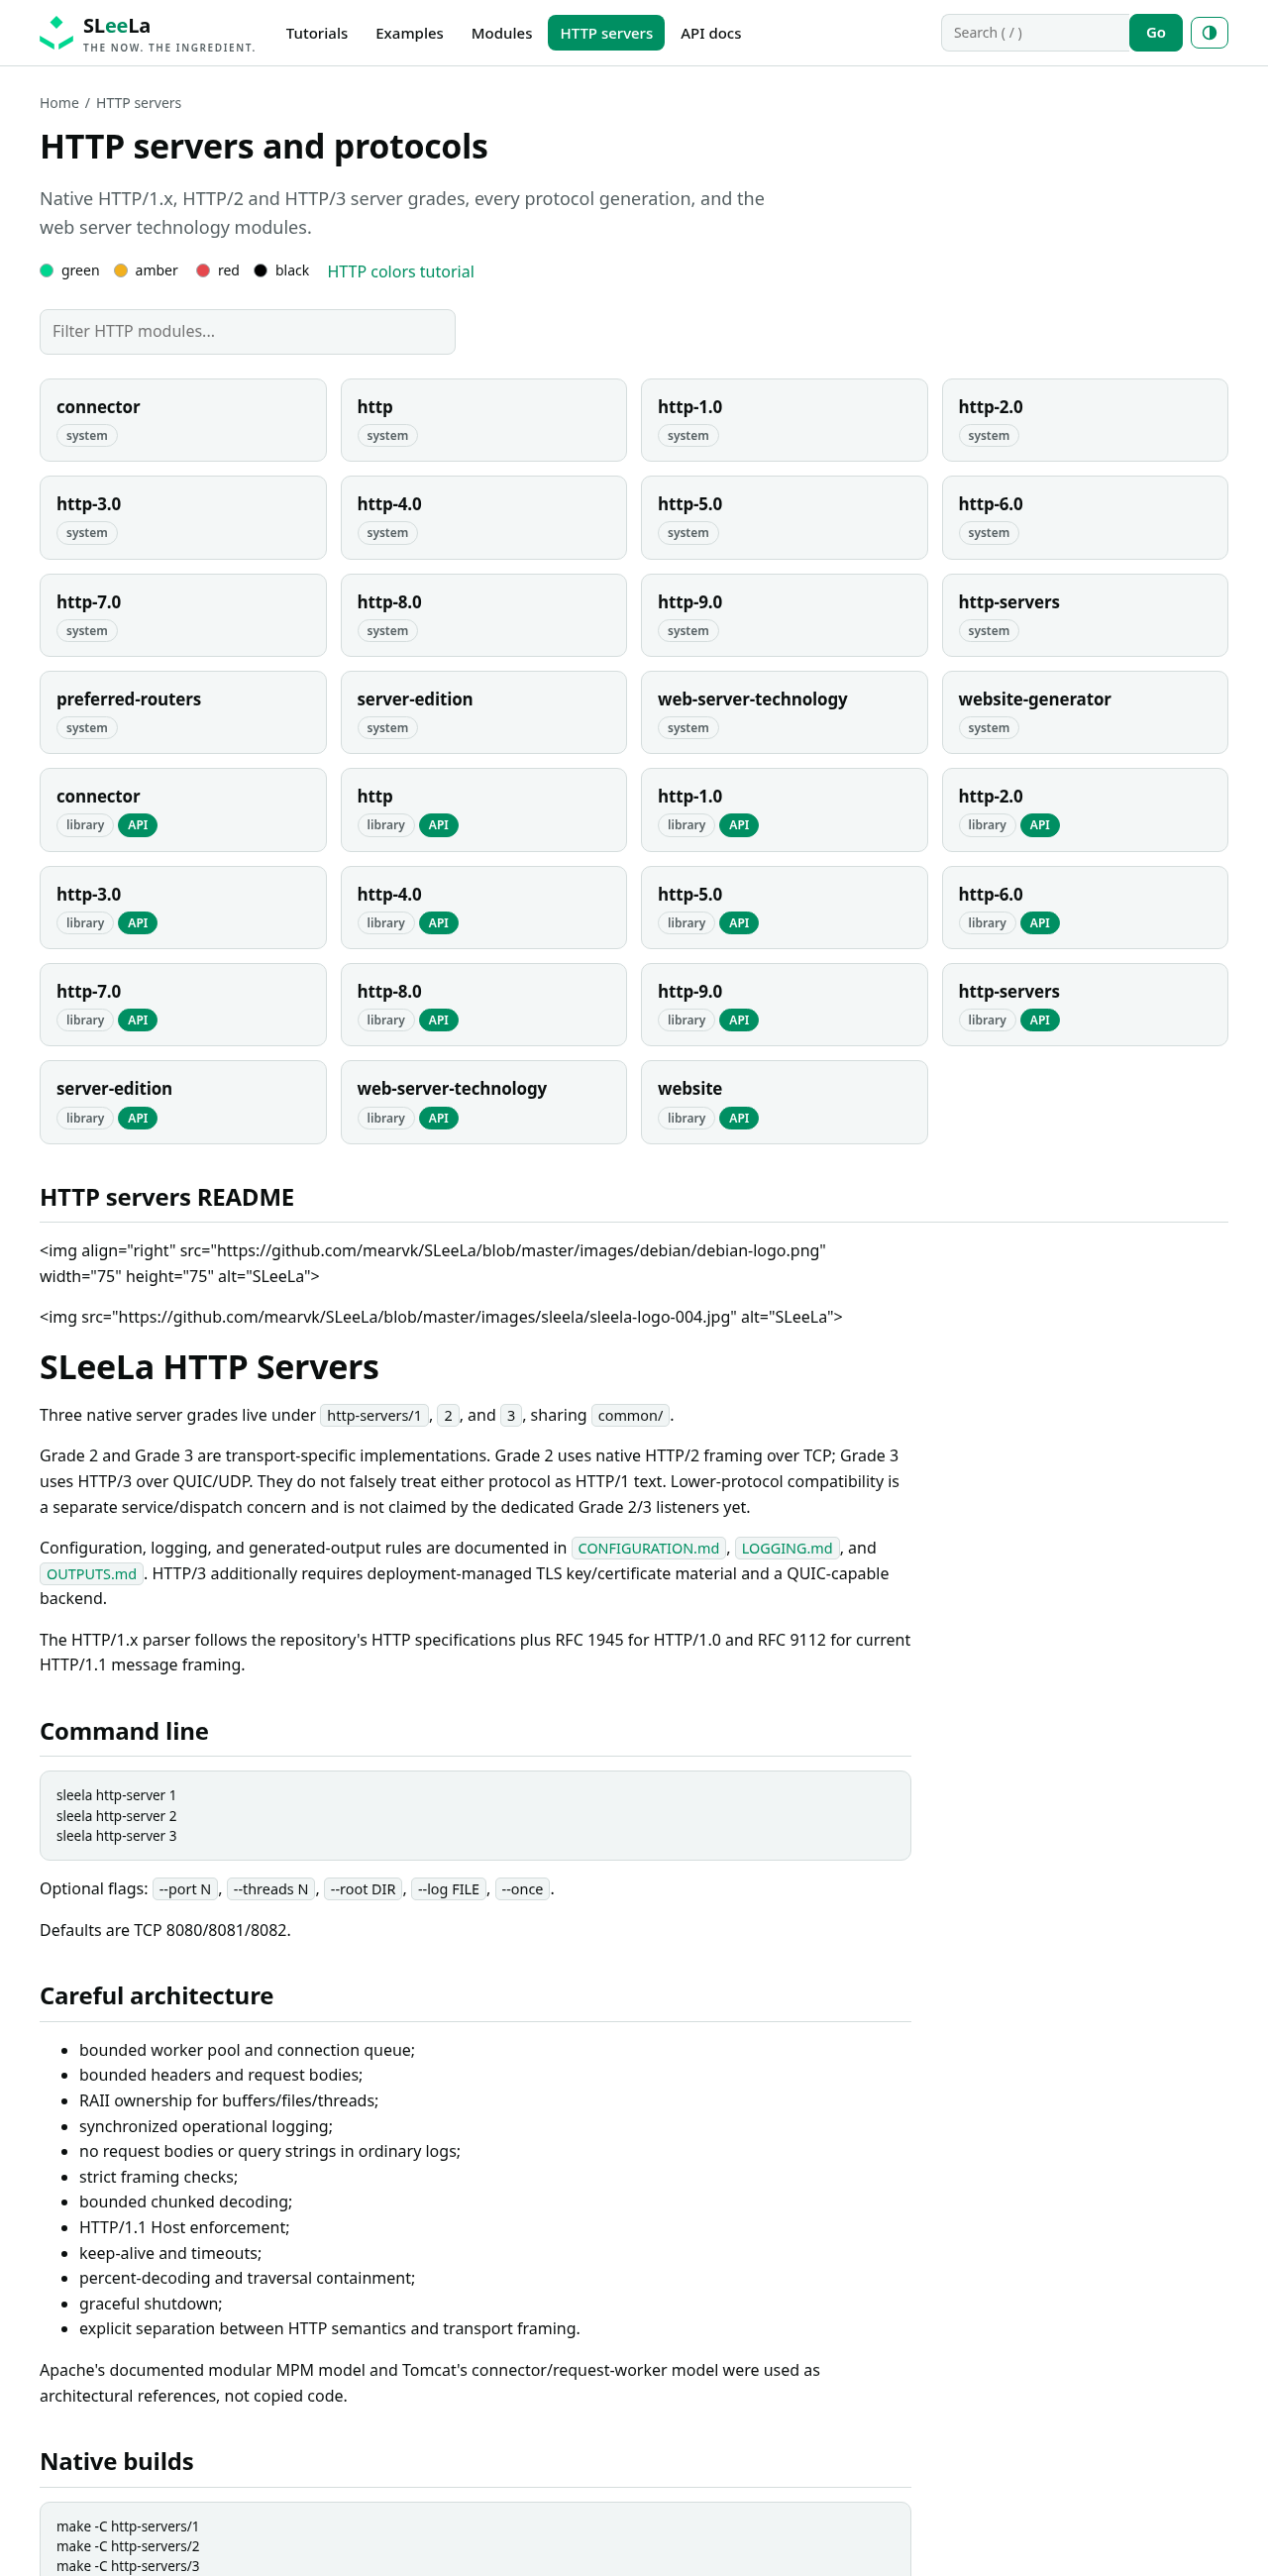 SLeeLa
THE NOW. THE INGREDIENT.
Tutorials
Examples
Modules
HTTP servers
API docs
Search ( / )
Go
Home / HTTP servers
HTTP servers and protocols
Native HTTP/1.x, HTTP/2 and HTTP/3 server grades, every protocol generation, and the
web server technology modules.
green
amber
red
black
HTTP colors tutorial
Filter HTTP modules...
connector
system
http
system
http-1.0
system
http-2.0
system
http-3.0
system
http-4.0
system
http-5.0
system
http-6.0
system
http-7.0
system
http-8.0
system
http-9.0
system
http-servers
system
preferred-routers
system
server-edition
system
web-server-technology
system
website-generator
system
connector
library API
http
library API
http-1.0
library API
http-2.0
library API
http-3.0
library API
http-4.0
library API
http-5.0
library API
http-6.0
library API
http-7.0
library API
http-8.0
library API
http-9.0
library API
http-servers
library API
server-edition
library API
web-server-technology
library API
website
library API
HTTP servers README
<img align="right" src="https://github.com/mearvk/SLeeLa/blob/master/images/debian/debian-logo.png"
width="75" height="75" alt="SLeeLa">
<img src="https://github.com/mearvk/SLeeLa/blob/master/images/sleela/sleela-logo-004.jpg" alt="SLeeLa">
SLeeLa HTTP Servers
Three native server grades live under http-servers/1, 2, and 3, sharing common/.
Grade 2 and Grade 3 are transport-specific implementations. Grade 2 uses native HTTP/2 framing over TCP; Grade 3
uses HTTP/3 over QUIC/UDP. They do not falsely treat either protocol as HTTP/1 text. Lower-protocol compatibility is
a separate service/dispatch concern and is not claimed by the dedicated Grade 2/3 listeners yet.
Configuration, logging, and generated-output rules are documented in CONFIGURATION.md, LOGGING.md, and
OUTPUTS.md. HTTP/3 additionally requires deployment-managed TLS key/certificate material and a QUIC-capable
backend.
The HTTP/1.x parser follows the repository's HTTP specifications plus RFC 1945 for HTTP/1.0 and RFC 9112 for current
HTTP/1.1 message framing.
Command line
sleela http-server 1
sleela http-server 2
sleela http-server 3
Optional flags: --port N, --threads N, --root DIR, --log FILE, --once.
Defaults are TCP 8080/8081/8082.
Careful architecture
• bounded worker pool and connection queue;
• bounded headers and request bodies;
• RAII ownership for buffers/files/threads;
• synchronized operational logging;
• no request bodies or query strings in ordinary logs;
• strict framing checks;
• bounded chunked decoding;
• HTTP/1.1 Host enforcement;
• keep-alive and timeouts;
• percent-decoding and traversal containment;
• graceful shutdown;
• explicit separation between HTTP semantics and transport framing.
Apache's documented modular MPM model and Tomcat's connector/request-worker model were used as
architectural references, not copied code.
Native builds
make -C http-servers/1
make -C http-servers/2
make -C http-servers/3